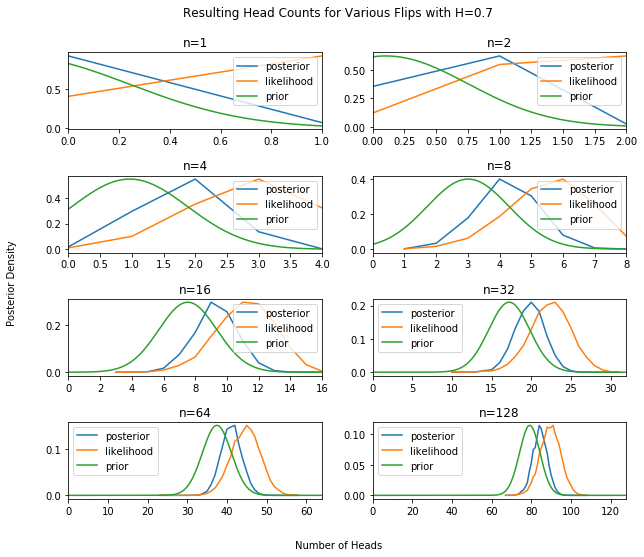 Resulting Head Counts for Various Flips with H=0.7
n=1
0.5
0.0
0.0 0.2 0.4 0.6 0.8 1.0
posterior
likelihood
prior
n=2
0.50
0.25
0.00
0.00 0.25 0.50 0.75 1.00 1.25 1.50 1.75 2.00
posterior
likelihood
prior
n=4
0.4
0.2
0.0
0.0 0.5 1.0 1.5 2.0 2.5 3.0 3.5 4.0
posterior
likelihood
prior
n=8
0.4
0.2
0.0
0 1 2 3 4 5 6 7 8
posterior
likelihood
prior
n=16
0.2
0.0
0 2 4 6 8 10 12 14 16
posterior
likelihood
prior
n=32
0.2
0.1
0.0
0 5 10 15 20 25 30
posterior
likelihood
prior
n=64
0.1
0.0
0 10 20 30 40 50 60
posterior
likelihood
prior
n=128
0.10
0.05
0.00
0 20 40 60 80 100 120
posterior
likelihood
prior
Posterior Density
Number of Heads